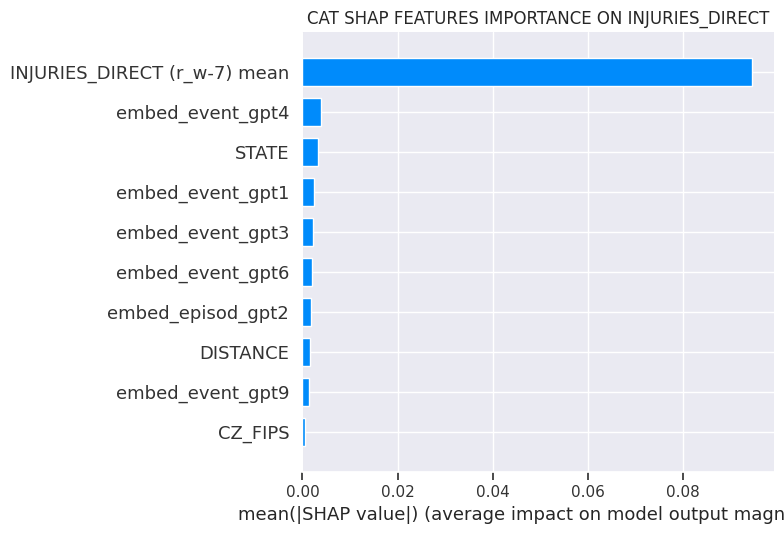 CAT SHAP FEATURES IMPORTANCE ON INJURIES_DIRECT
INJURIES_DIRECT (r_w-7) mean
embed_event_gpt4
STATE
embed_event_gpt1
embed_event_gpt3
embed_event_gpt6
embed_episod_gpt2
DISTANCE
embed_event_gpt9
CZ_FIPS
0.00 0.02 0.04 0.06 0.08
mean(|SHAP value|) (average impact on model output magn